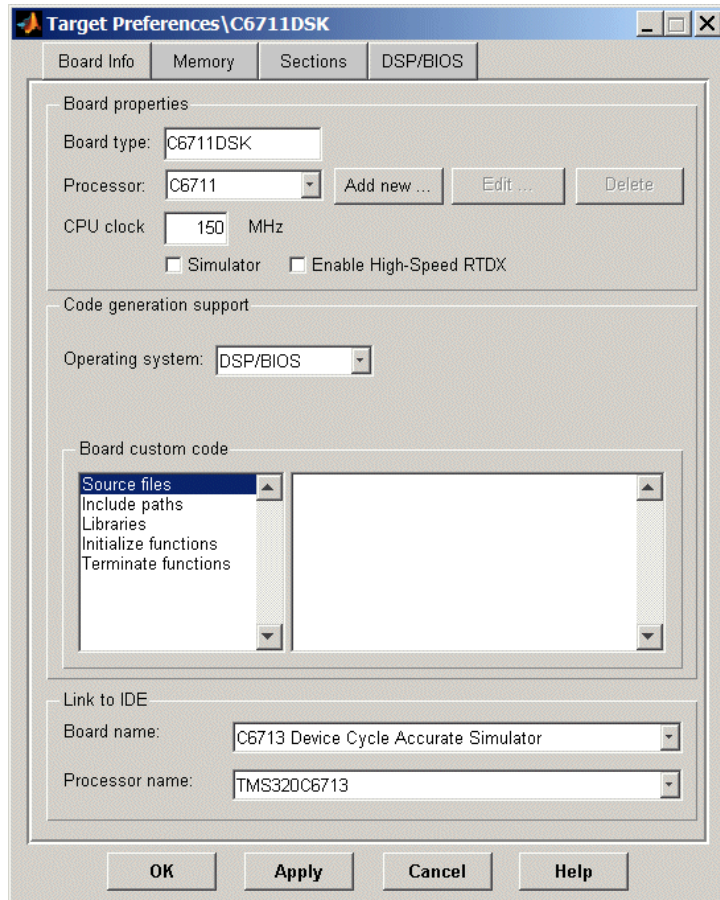 Target Preferences\C6711DSK
Board Info Memory Sections DSP/BIOS
Board properties
Board type: C6711DSK
Processor: C6711 Add new ... Edit ... Delete
CPU clock 150 MHz
Simulator Enable High-Speed RTDX
Code generation support
Operating system: DSP/BIOS
Board custom code
Source files
Include paths
Libraries
Initialize functions
Terminate functions
Link to IDE
Board name: C6713 Device Cycle Accurate Simulator
Processor name: TMS320C6713
OK Apply Cancel Help